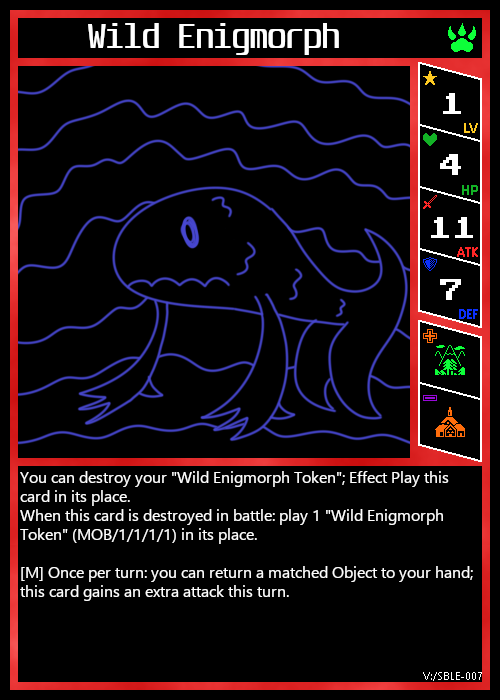 Wild Enigmorph
1
LV
4
HP
11
ATK
7
DEF
You can destroy your "Wild Enigmorph Token"; Effect Play this
card in its place.
When this card is destroyed in battle: play 1 "Wild Enigmorph
Token" (MOB/1/1/1/1) in its place.
[M] Once per turn: you can return a matched Object to your hand;
this card gains an extra attack this turn.
V:/SBLE-007